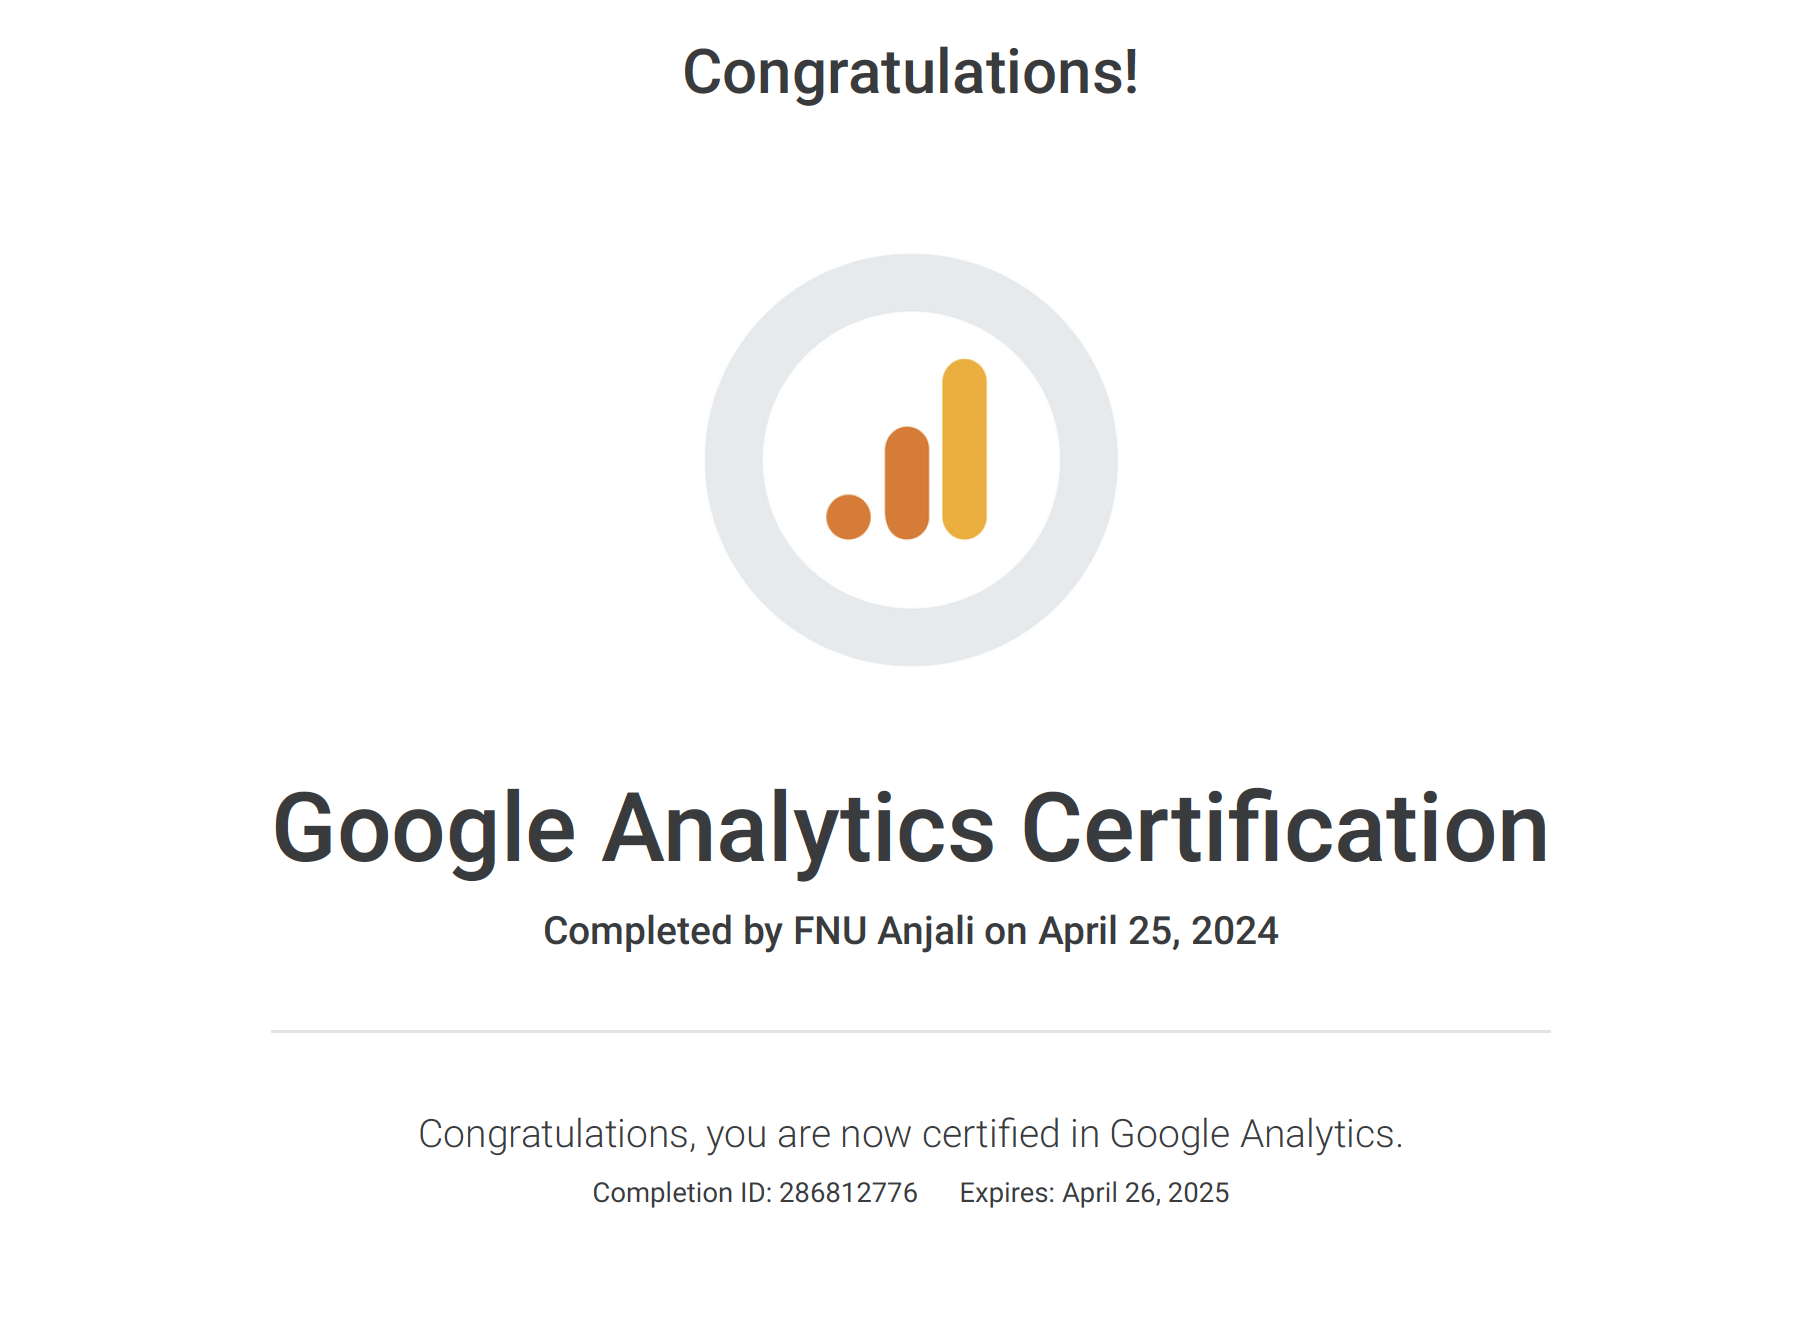 Congratulations!
Google Analytics Certification
Completed by FNU Anjali on April 25, 2024
Congratulations, you are now certified in Google Analytics.
Completion ID: 286812776 Expires: April 26, 2025